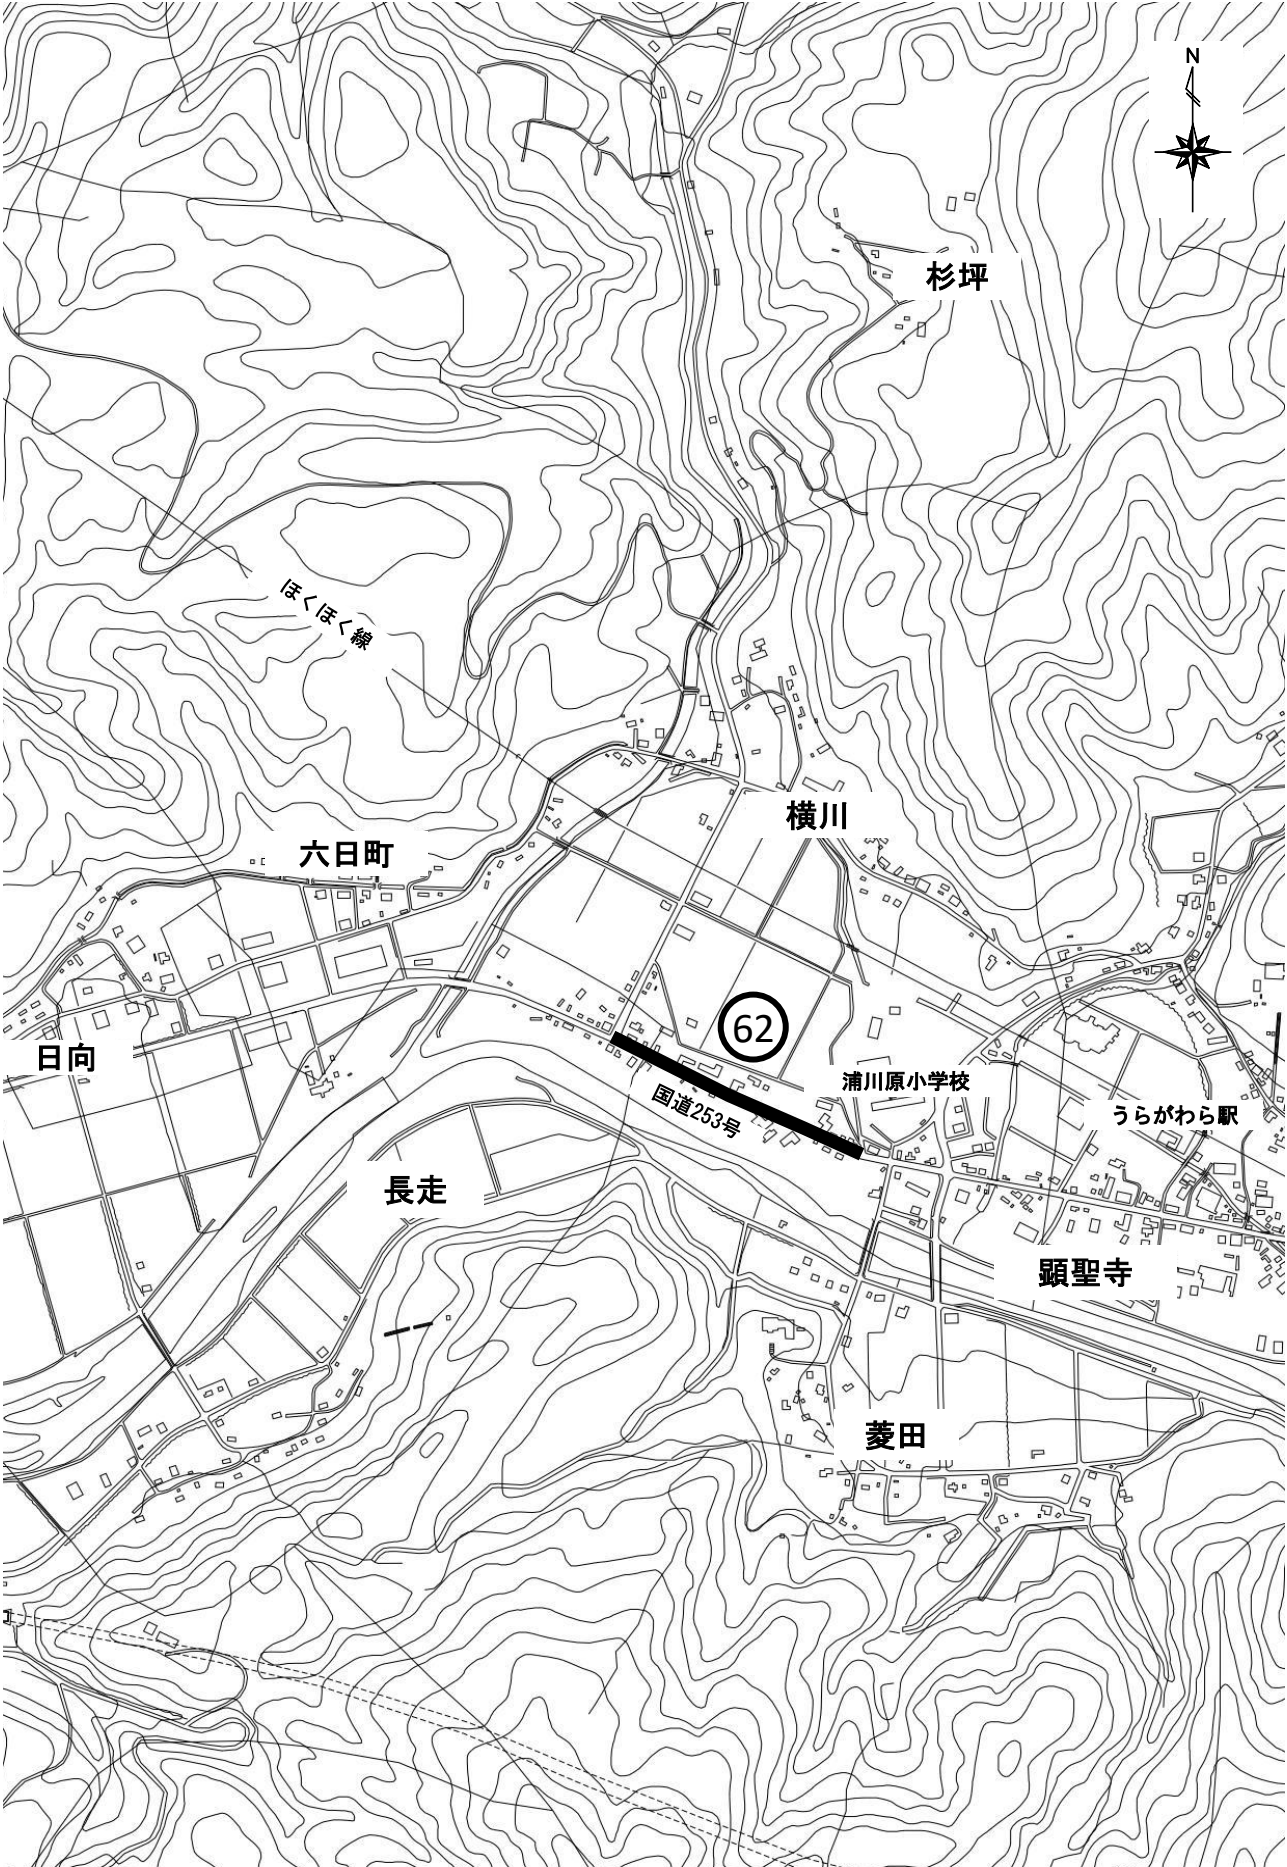 N
杉坪
ほくほく線
横川
六日町
62
日向
浦川原小学校
国道253号
うらがわら駅
長走
顕聖寺
菱田